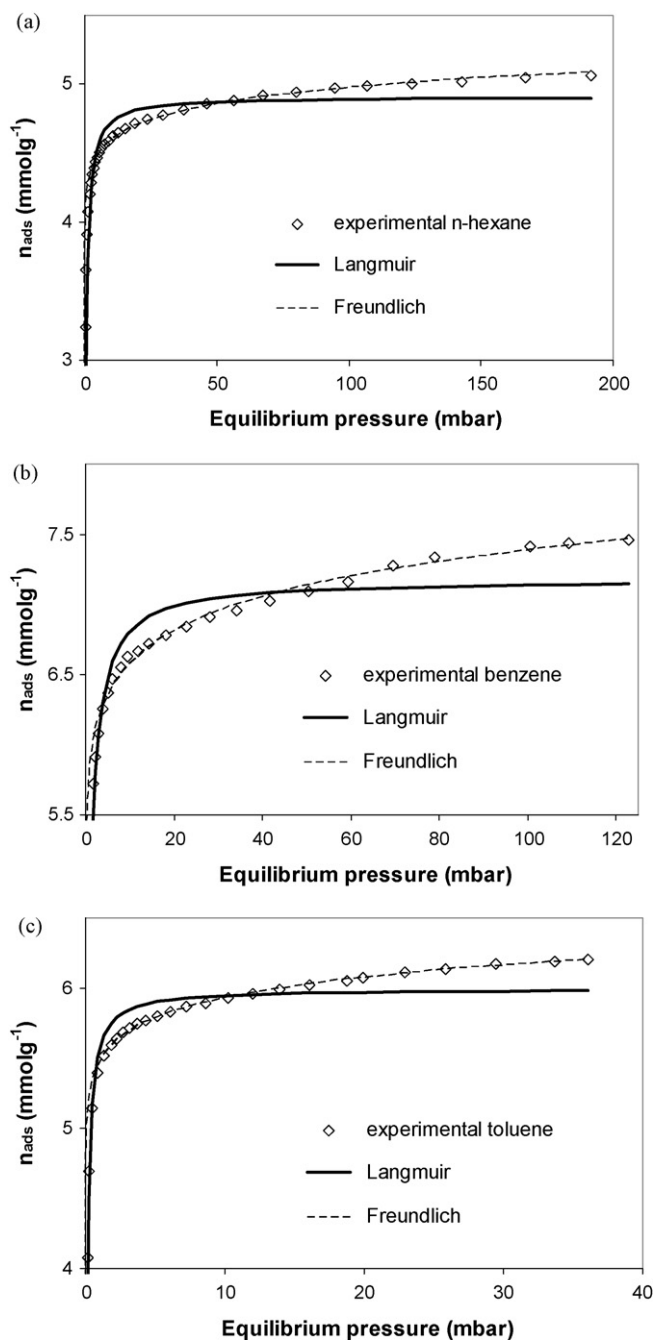 (a)
5
4
3
nads (mmolg-1)
experimental n-hexane
Langmuir
Freundlich
0 50 100 150 200
Equilibrium pressure (mbar)
(b)
7.5
6.5
5.5
nads (mmolg-1)
experimental benzene
Langmuir
Freundlich
0 20 40 60 80 100 120
Equilibrium pressure (mbar)
(c)
6
5
4
nads (mmolg-1)
experimental toluene
Langmuir
Freundlich
0 10 20 30 40
Equilibrium pressure (mbar)